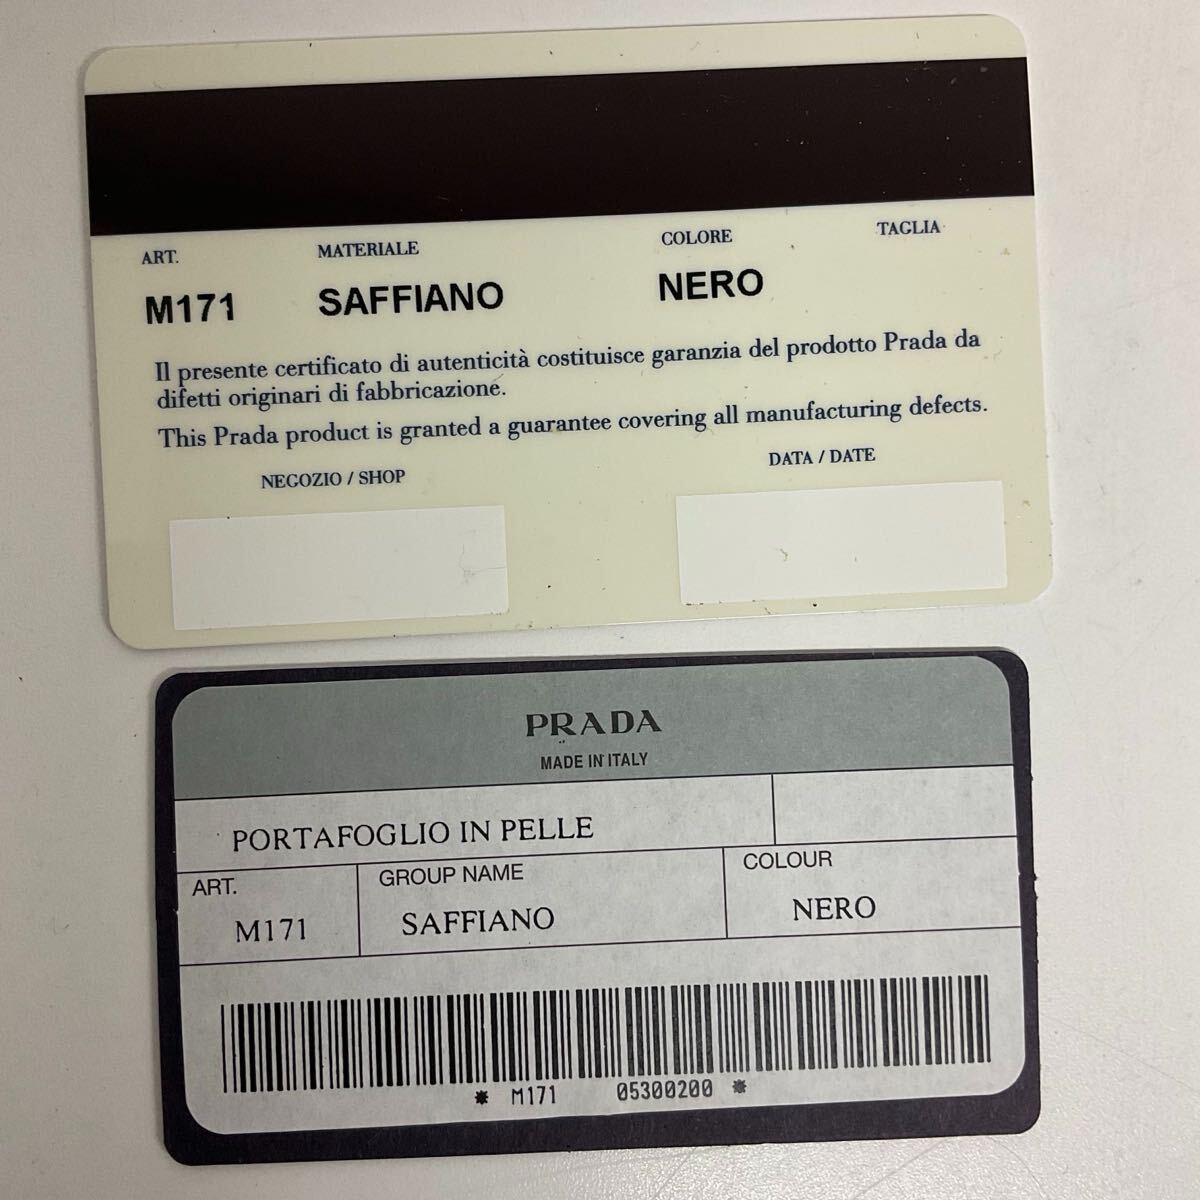 ART. MATERIALE COLORE TAGLIA
M171 SAFFIANO NERO
Il presente certificato di autenticità costituisce garanzia del prodotto Prada da
difetti originari di fabbricazione.
This Prada product is granted a guarantee covering all manufacturing defects.
NEGOZIO / SHOP DATA / DATE
PRADA
MADE IN ITALY
PORTAFOGLIO IN PELLE
ART. GROUP NAME COLOUR
M171 SAFFIANO NERO
* M171 05300200 *